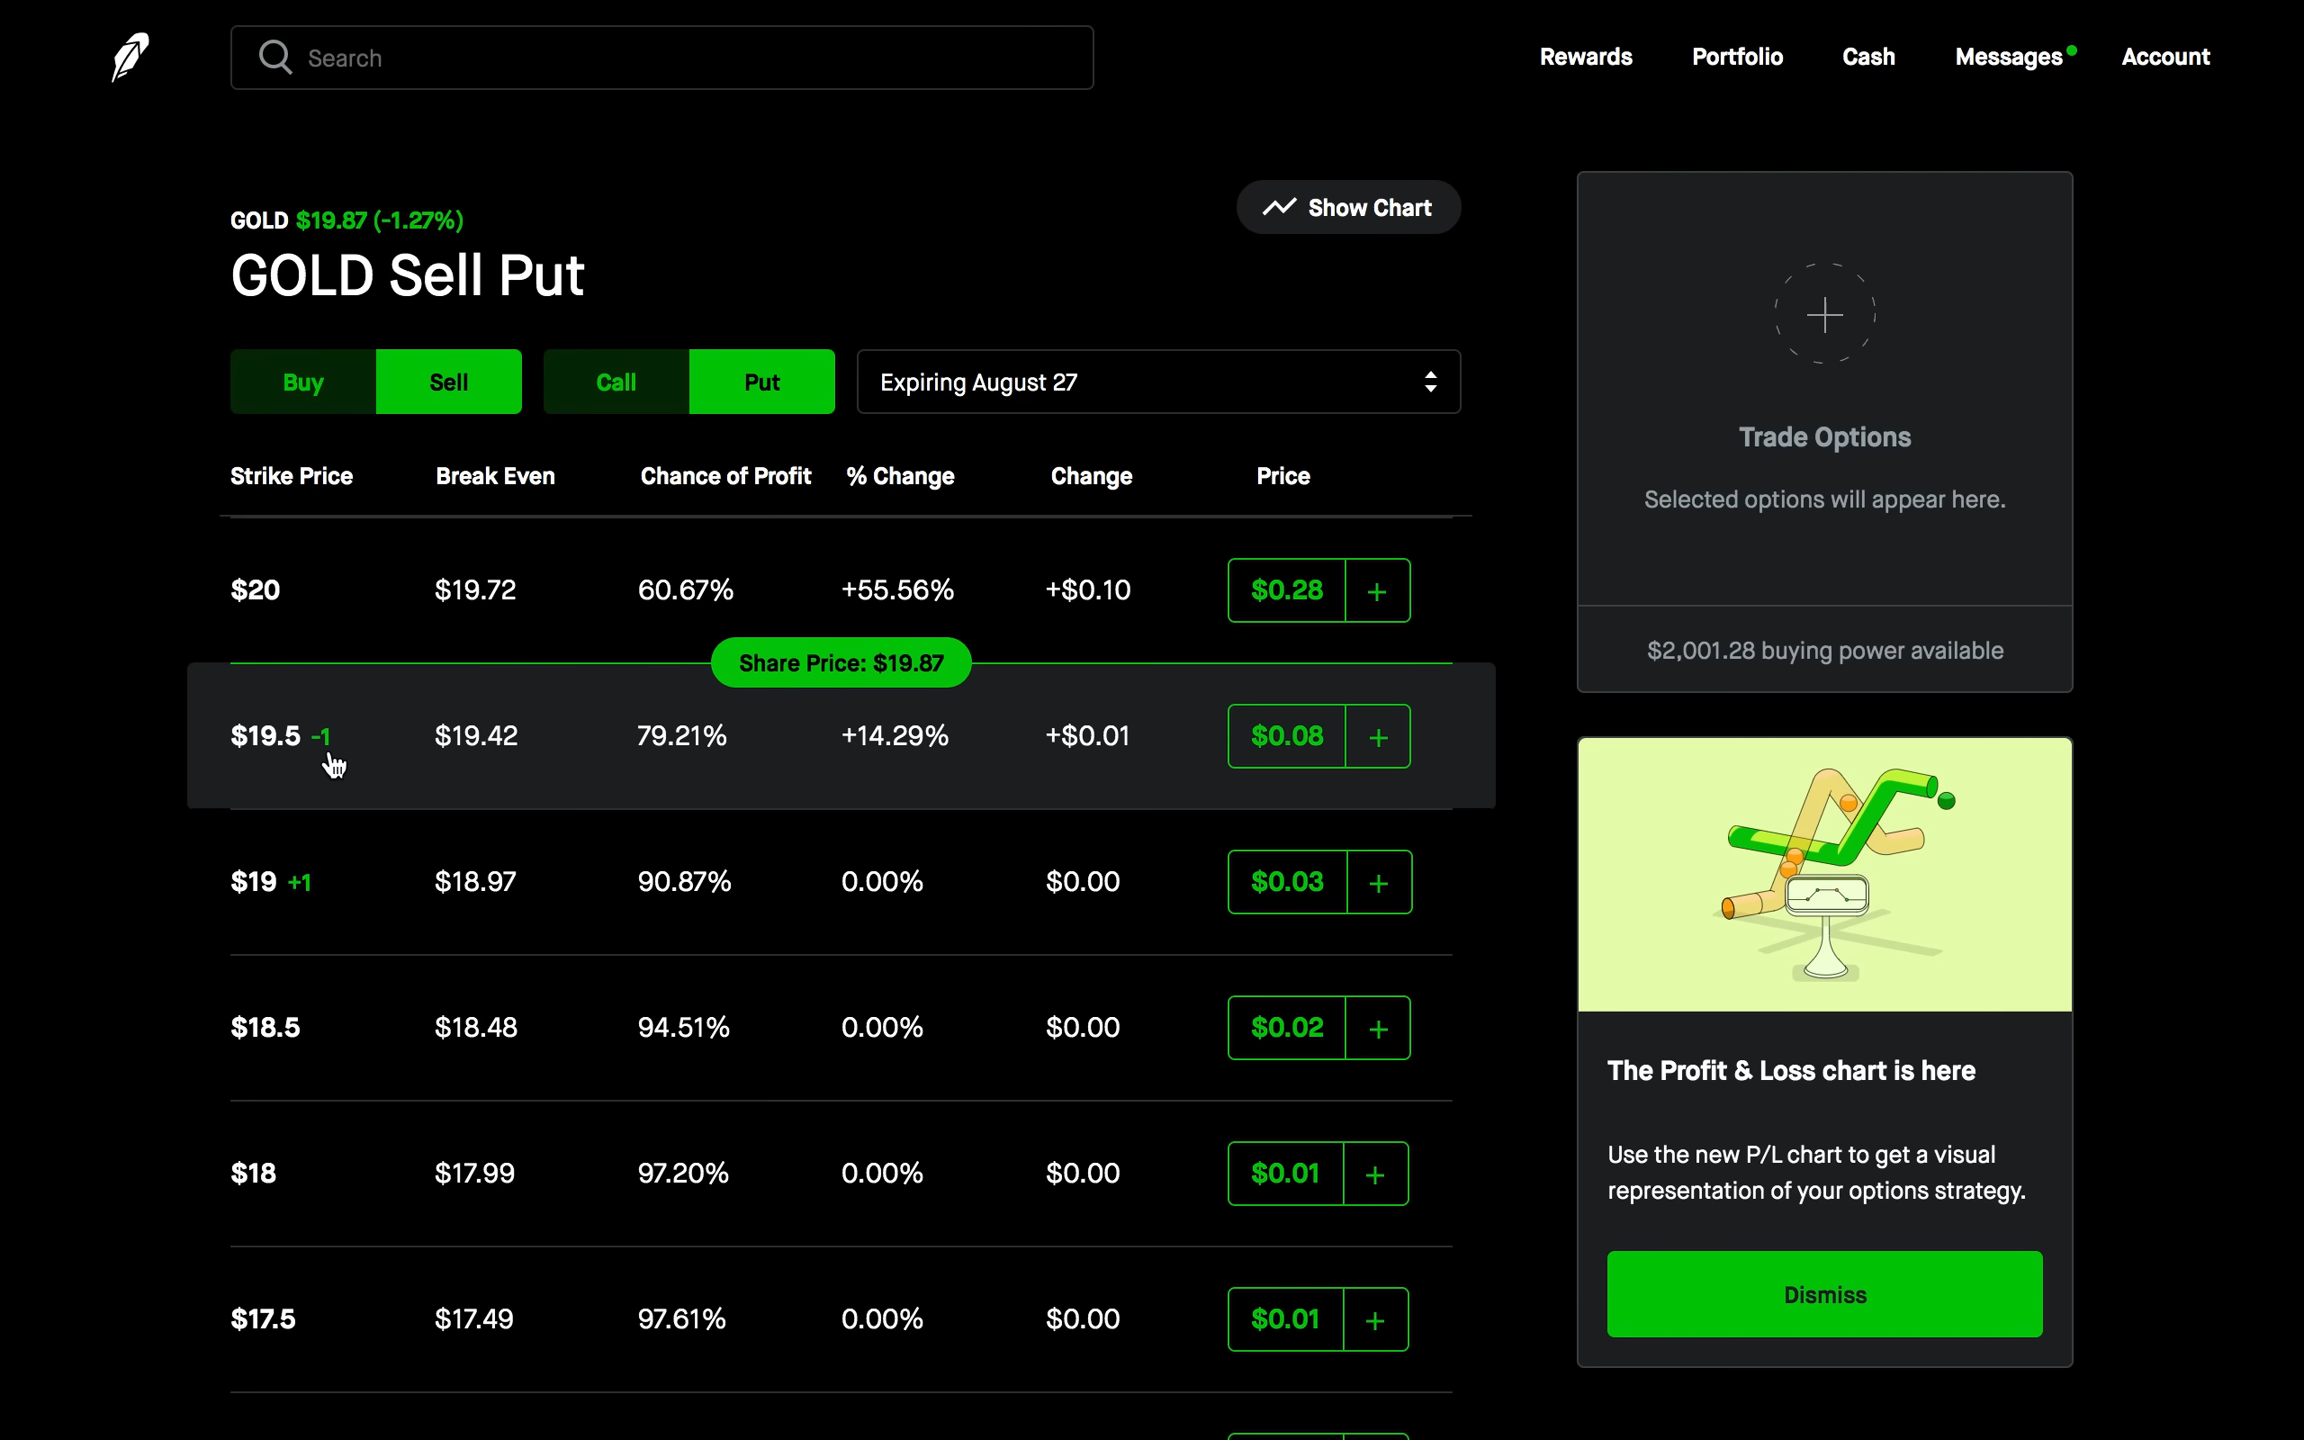 Search
Rewards Portfolio Cash Messages Account
GOLD $19.87 (-1.27%)
GOLD Sell Put
Show Chart
Buy Sell Call Put Expiring August 27
Strike Price Break Even Chance of Profit % Change Change Price
$20 $19.72 60.67% +55.56% +$0.10 $0.28 +
Share Price: $19.87
$19.5 -1 $19.42 79.21% +14.29% +$0.01 $0.08 +
$19 +1 $18.97 90.87% 0.00% $0.00 $0.03 +
$18.5 $18.48 94.51% 0.00% $0.00 $0.02 +
$18 $17.99 97.20% 0.00% $0.00 $0.01 +
$17.5 $17.49 97.61% 0.00% $0.00 $0.01 +
Trade Options
Selected options will appear here.
$2,001.28 buying power available
The Profit & Loss chart is here
Use the new P/L chart to get a visual
representation of your options strategy.
Dismiss